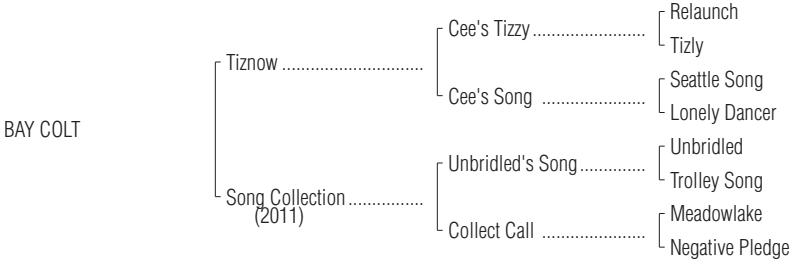 Relaunch
Cee's Tizzy ........................
Tizly
Tiznow ..............................
Seattle Song
Cee's Song ......................
Lonely Dancer
BAY COLT
Unbridled
Unbridled's Song ..............
Trolley Song
Song Collection ................
(2011)
Meadowlake
Collect Call ......................
Negative Pledge